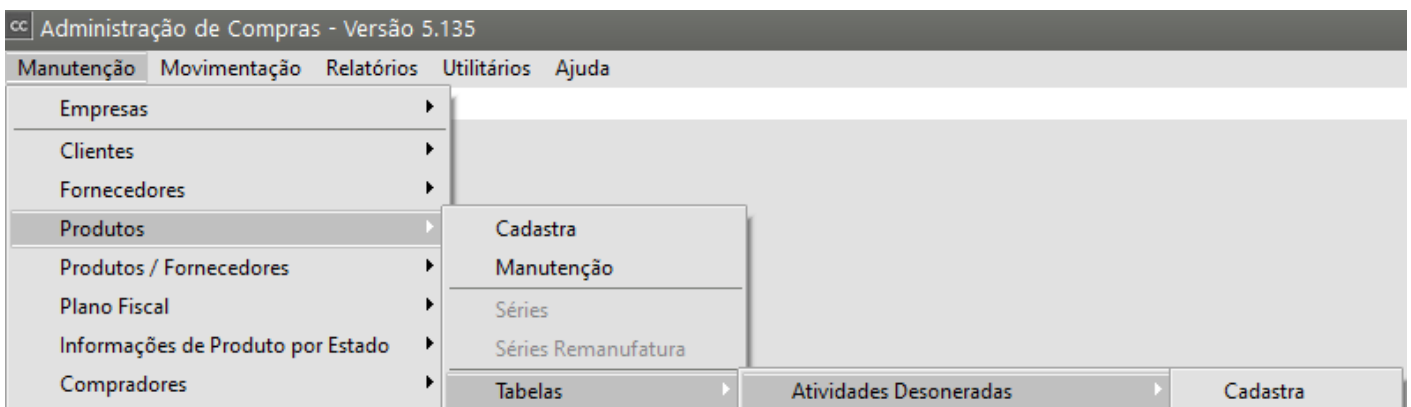 cc Administração de Compras - Versão 5.135
Manutenção Movimentação Relatórios Utilitários Ajuda
Empresas
Clientes
Fornecedores
Produtos
Produtos / Fornecedores
Plano Fiscal
Informações de Produto por Estado
Compradores
Cadastra
Manutenção
Séries
Séries Remanufatura
Tabelas
Atividades Desoneradas
Cadastra